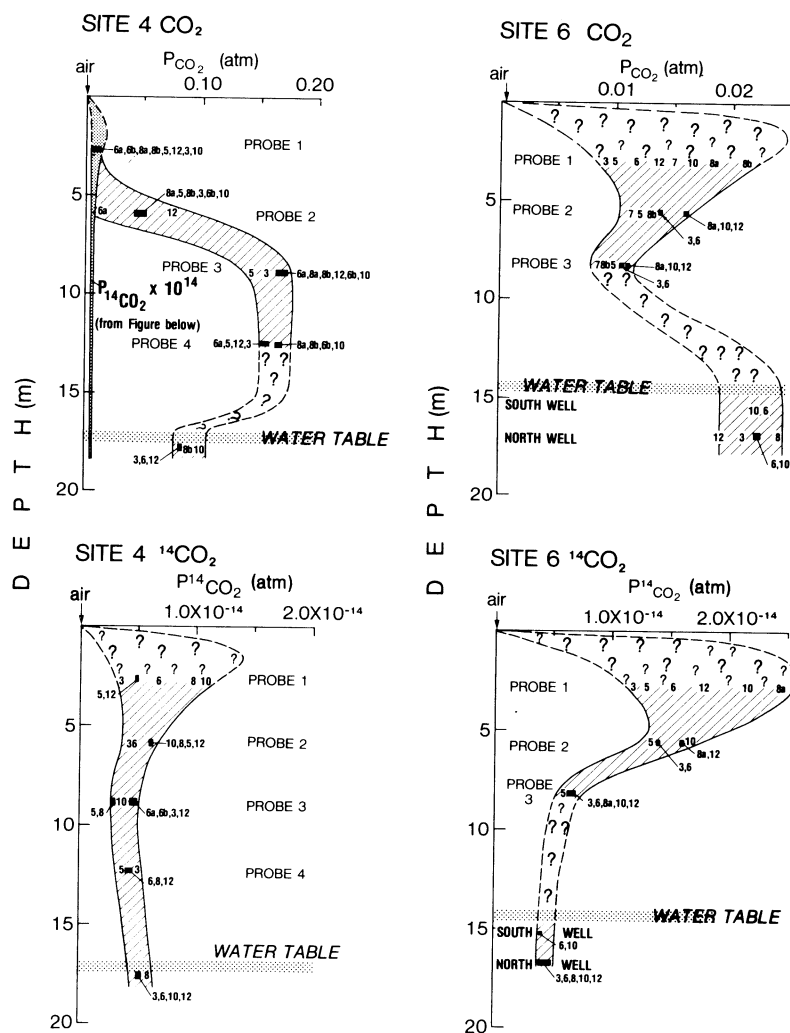 SITE 4 CO₂
P CO₂ (atm)
air
0.10
0.20
6a,6b,8a,8b,5,12,3,10
PROBE 1
8a,5,8b,3,6b,10
5
6a
12
PROBE 2
PROBE 3
5 3
6a,8a,8b,12,6b,10
P₁₄CO₂ x 10¹⁴
10
(from Figure below)
PROBE 4
6a,5,12,3
8a,8b,6b,10
? ?
?
?
15
?
WATER TABLE
3,6,12
8b 10
20
DEPTH (m)
SITE 6 CO₂
P CO₂ (atm)
air
0.01
0.02
? ? ?
? ? ? ?
PROBE 1
3 5 6 12 7 10 8a 8b
5
PROBE 2
7 5 8b
8a,10,12
3,6
PROBE 3
7 8b 5
8a,10,12
3,6
? ?
10
?
?
? ?
? ?
?
WATER TABLE
15
SOUTH WELL
10 6
NORTH WELL
12 3 8
6,10
20
DEPTH (m)
SITE 4 ¹⁴CO₂
P¹⁴CO₂ (atm)
air
1.0X10⁻¹⁴
2.0X10⁻¹⁴
?
? ? ?
? ? ?
3 6 8 10
PROBE 1
5,12
5
36
10,8,5,12
PROBE 2
5,8
10
6a,6b,3,12
PROBE 3
10
5 3
6,8,12
PROBE 4
15
WATER TABLE
8
3,6,10,12
20
SITE 6 ¹⁴CO₂
P¹⁴CO₂ (atm)
air
1.0X10⁻¹⁴
2.0X10⁻¹⁴
? ? ? ?
? ? ? ?
? ? ? ? ?
PROBE 1
3 5 6 12 10 8a
5
PROBE 2
5
10
8a,12
3,6
PROBE 3
5
3,6,8a,10,12
?
? ?
10
?
?
WATER TABLE
15
SOUTH WELL
6,10
NORTH WELL
3,6,8,10,12
20